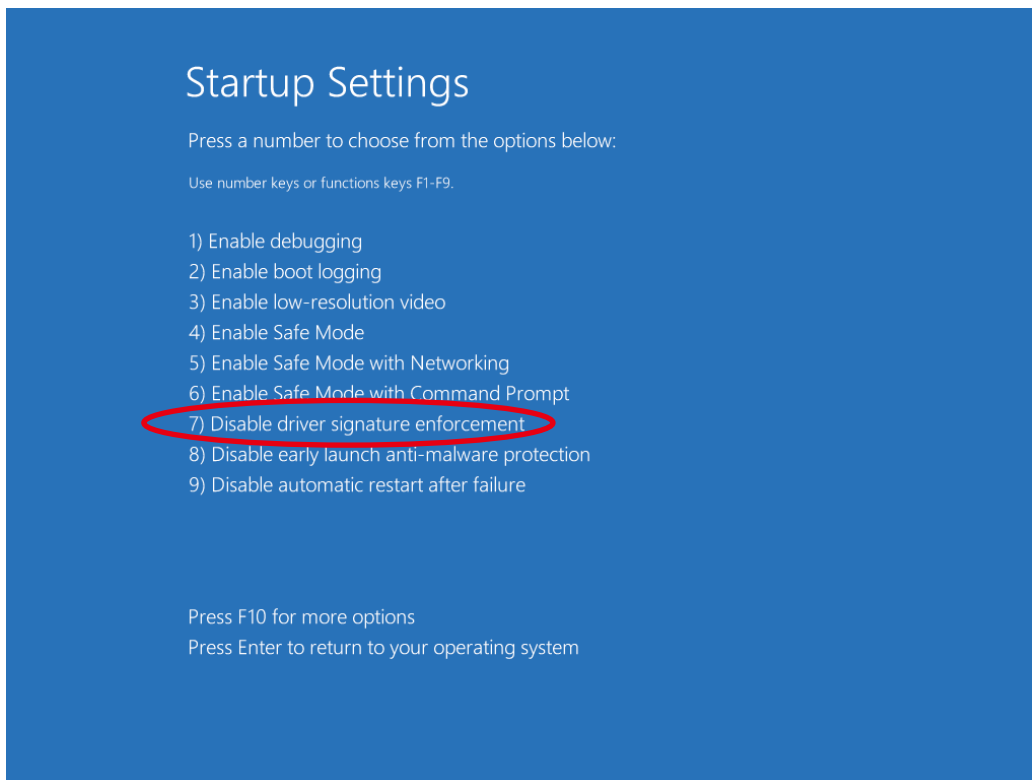 Startup Settings
Press a number to choose from the options below:
Use number keys or functions keys F1-F9.
1) Enable debugging
2) Enable boot logging
3) Enable low-resolution video
4) Enable Safe Mode
5) Enable Safe Mode with Networking
6) Enable Safe Mode with Command Prompt
7) Disable driver signature enforcement
8) Disable early launch anti-malware protection
9) Disable automatic restart after failure
Press F10 for more options
Press Enter to return to your operating system